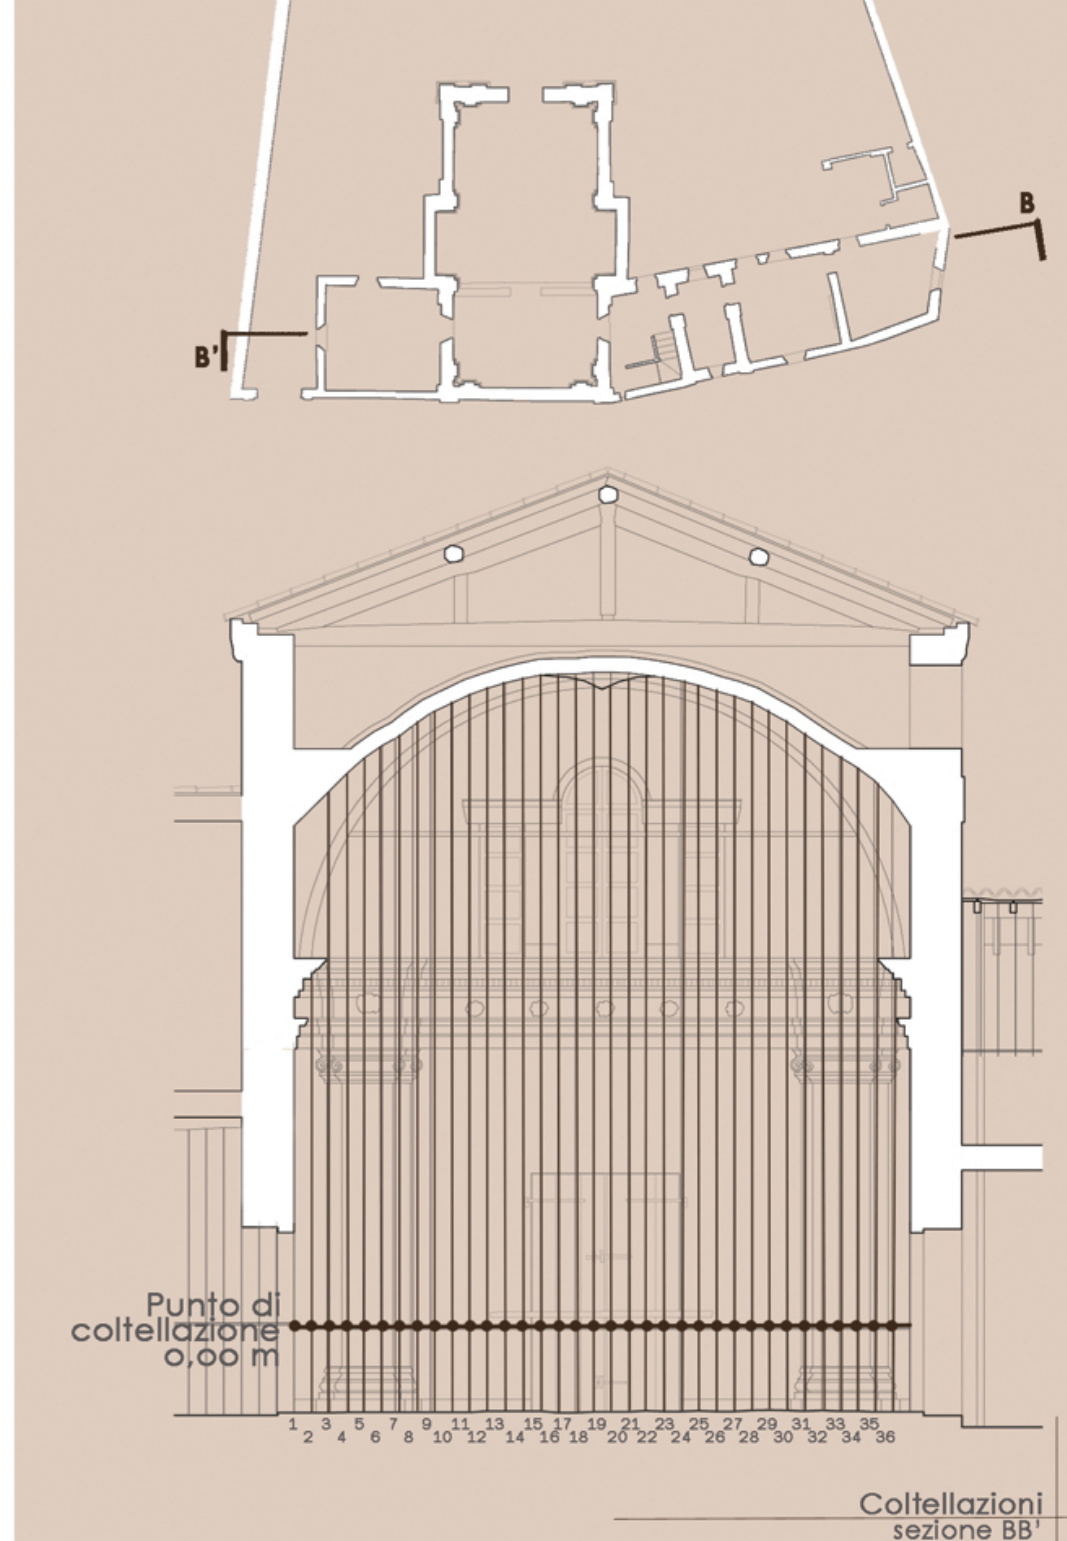 B
B'
Punto di
coltellazione
0,00 m
1 3 5 7 9 11 13 15 17 19 21 23 25 27 29 31 33 35
2 4 6 8 10 12 14 16 18 20 22 24 26 28 30 32 34 36
Coltellazioni
sezione BB'